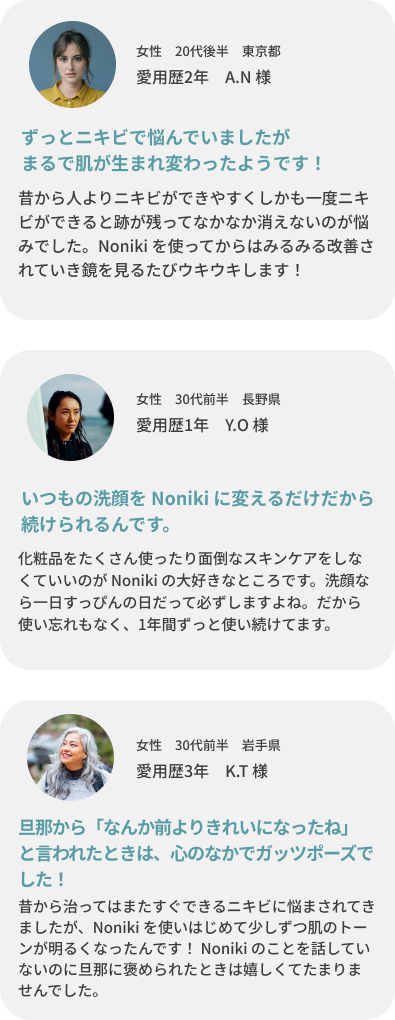 女性　20代後半　東京都
愛用歴2年　A.N 様
ずっとニキビで悩んでいましたが
まるで肌が生まれ変わったようです！
昔から人よりニキビができやすくしかも一度ニキ
ビができると跡が残ってなかなか消えないのが悩
みでした。Noniki を使ってからはみるみる改善さ
れていき鏡を見るたびウキウキします！
女性　30代前半　長野県
愛用歴1年　Y.O 様
いつもの洗顔を Noniki に変えるだけだから
続けられるんです。
化粧品をたくさん使ったり面倒なスキンケアをしな
くていいのが Noniki の大好きなところです。洗顔な
ら一日すっぴんの日だって必ずしますよね。だから
使い忘れもなく、1年間ずっと使い続けてます。
女性　30代前半　岩手県
愛用歴3年　K.T 様
旦那から「なんか前よりきれいになったね」
と言われたときは、心のなかでガッツポーズで
した！
昔から治ってはまたすぐできるニキビに悩まされてき
ましたが、Noniki を使いはじめて少しずつ肌のトー
ンが明るくなったんです！ Noniki のことを話してい
ないのに旦那に褒められたときは嬉しくてたまりま
せんでした。